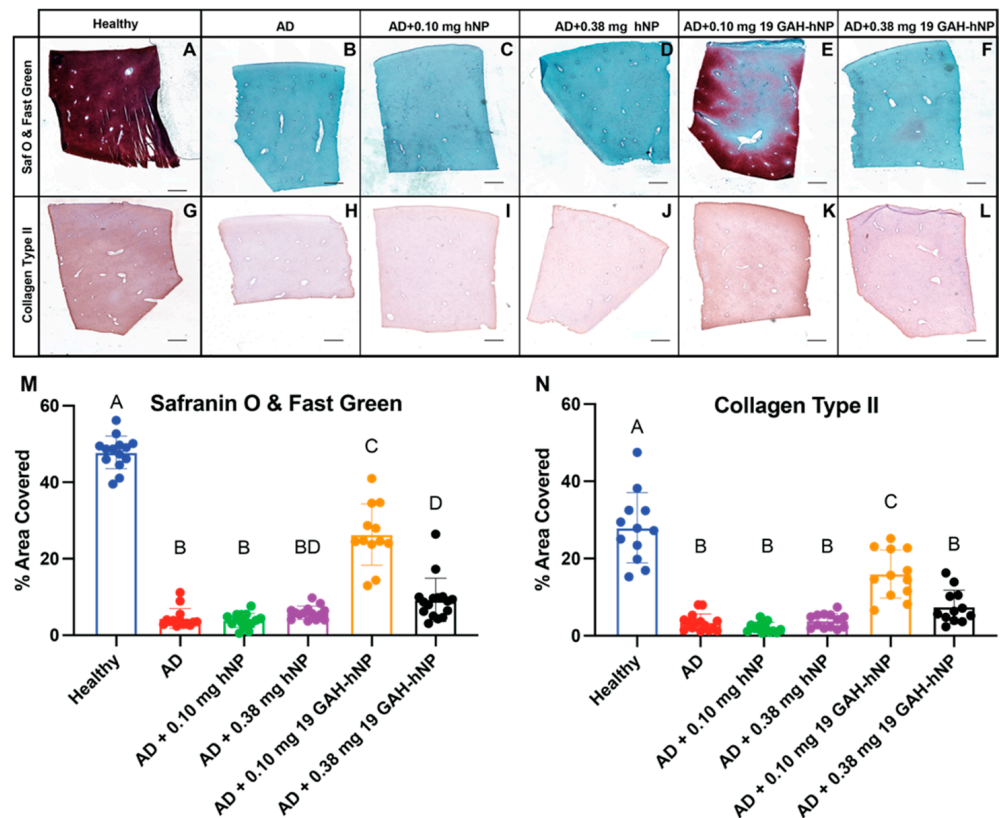 Healthy
AD
AD+0.10 mg hNP
AD+0.38 mg hNP
AD+0.10 mg 19 GAH-hNP
AD+0.38 mg 19 GAH-hNP
Saf O & Fast Green
A
B
C
D
E
F
Collagen Type II
G
H
I
J
K
L
M
Safranin O & Fast Green
% Area Covered
60
40
20
0
A
B
B
BD
C
D
Healthy
AD
AD + 0.10 mg hNP
AD + 0.38 mg hNP
AD + 0.10 mg 19 GAH-hNP
AD + 0.38 mg 19 GAH-hNP
N
Collagen Type II
% Area Covered
60
40
20
0
A
B
B
B
C
B
Healthy
AD
AD + 0.10 mg hNP
AD + 0.38 mg hNP
AD + 0.10 mg 19 GAH-hNP
AD + 0.38 mg 19 GAH-hNP